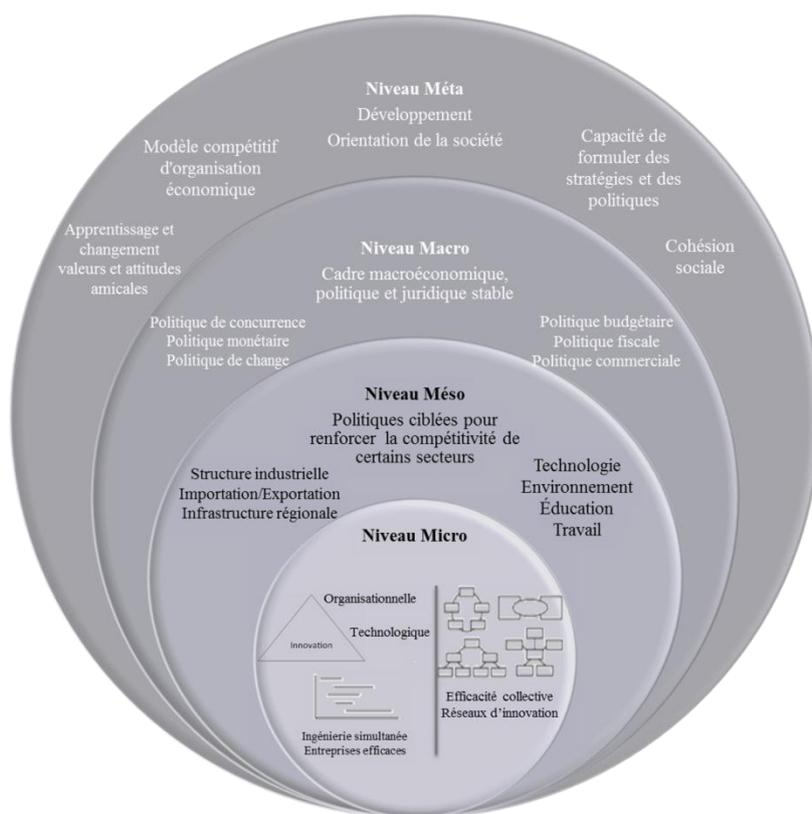 Niveau Méta
Développement
Orientation de la société
Modèle compétitif
d'organisation
économique
Capacité de
formuler des
stratégies et des
politiques
Apprentissage et
changement
valeurs et attitudes
amicales
Cohésion
sociale
Niveau Macro
Cadre macroéconomique,
politique et juridique stable
Politique de concurrence
Politique monétaire
Politique de change
Politique budgétaire
Politique fiscale
Politique commerciale
Niveau Méso
Politiques ciblées pour
renforcer la compétitivité de
certains secteurs
Structure industrielle
Importation/Exportation
Infrastructure régionale
Technologie
Environnement
Éducation
Travail
Niveau Micro
Organisationnelle
Technologique
Innovation
Ingénierie simultanée
Entreprises efficaces
Efficacité collective
Réseaux d’innovation